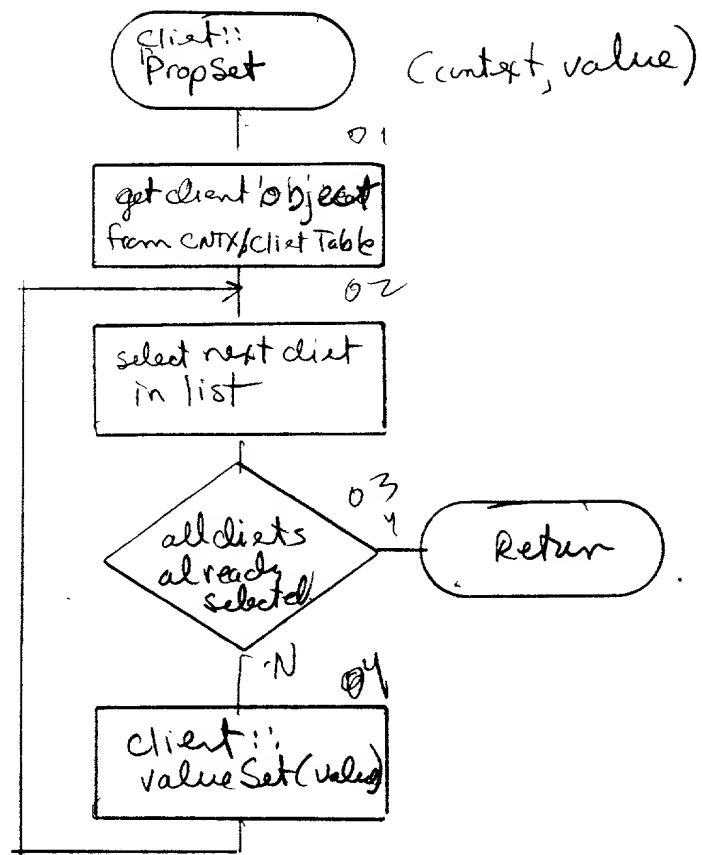 client::
PropSet
(context, value)
01
get client object
from CNTX/Client Table
02
select next client
in list
03
Y
all clients
already
selected
Return
N
04
client::
valueSet(value)